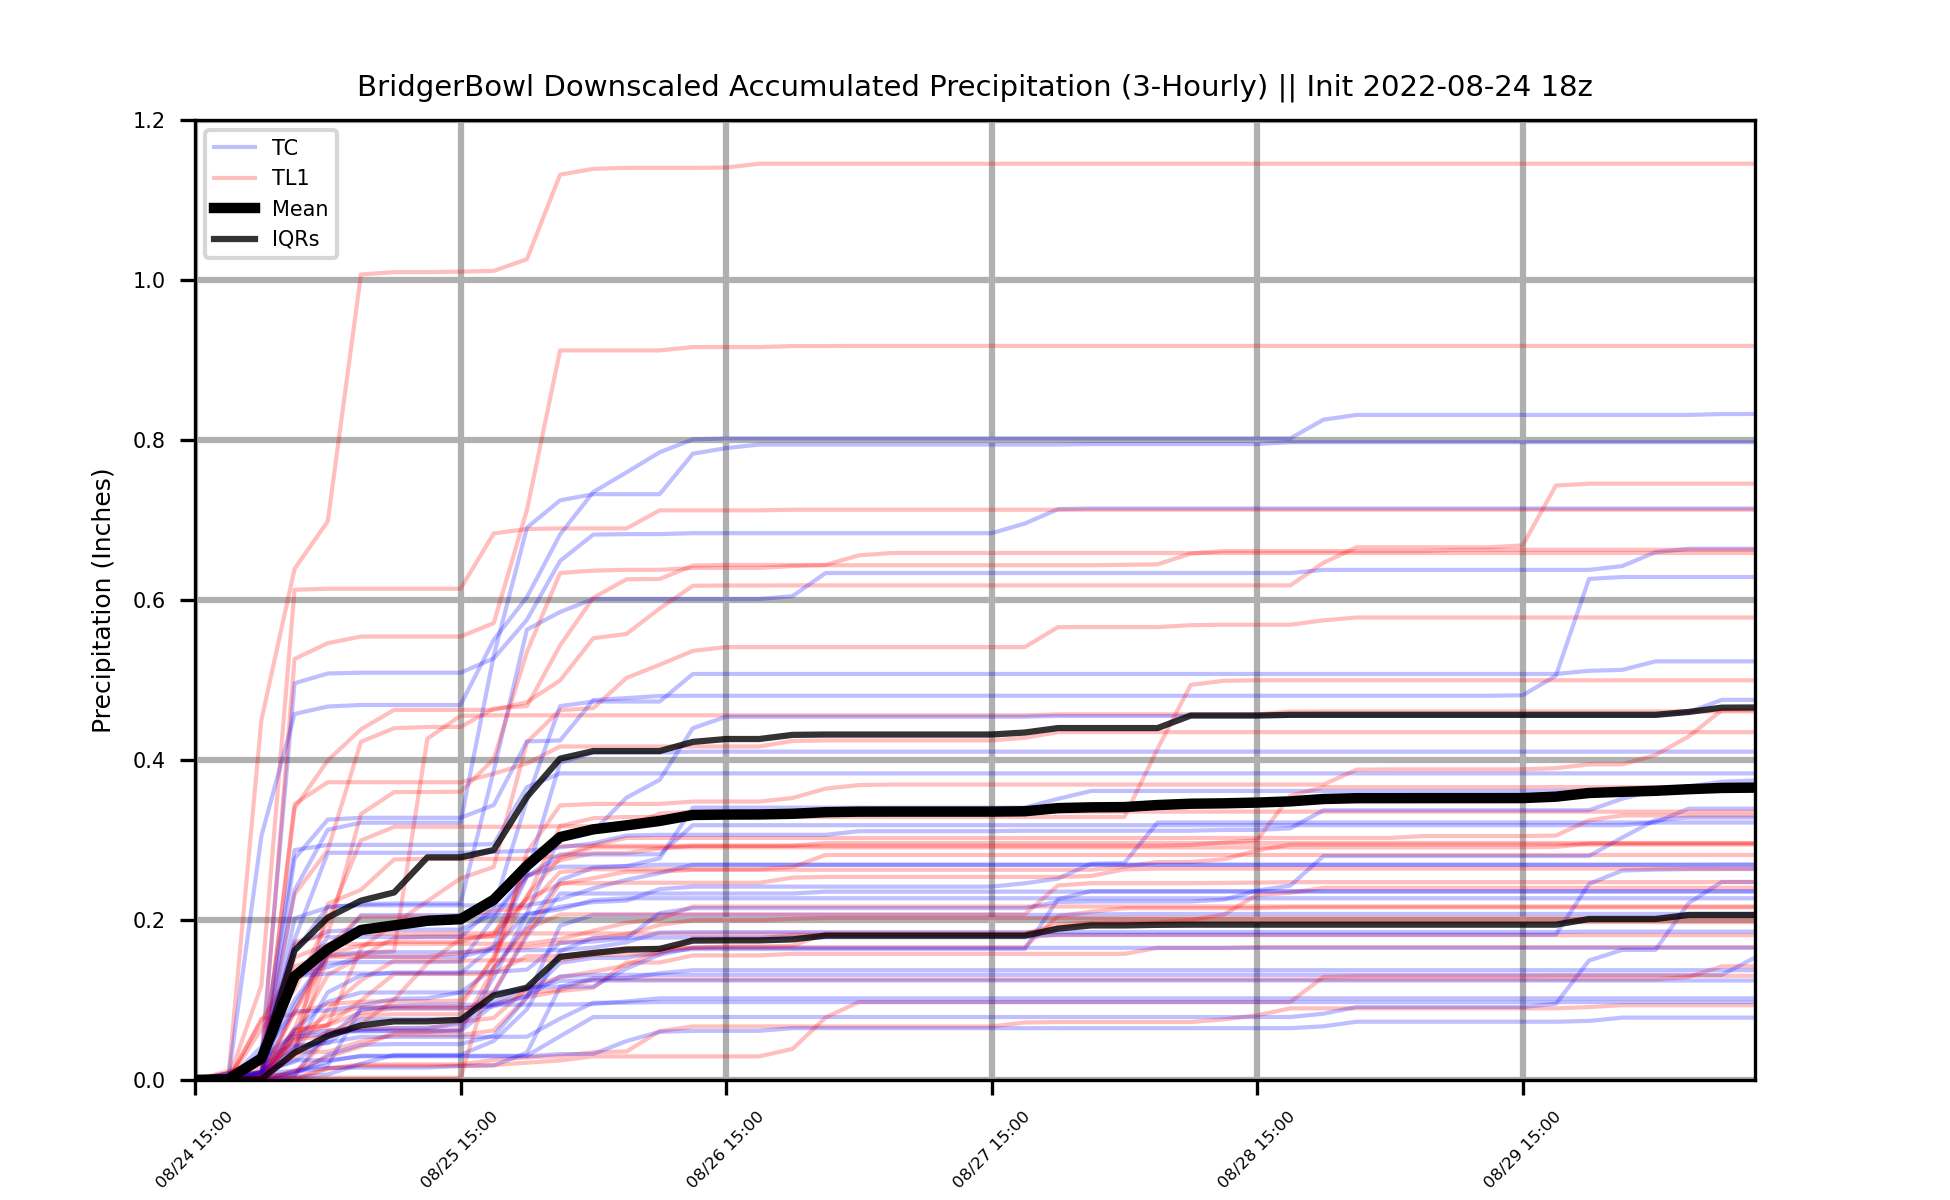 BridgerBowl Downscaled Accumulated Precipitation (3-Hourly) || Init 2022-08-24 18z
TC
TL1
Mean
IQRs
Precipitation (Inches)
1.2
1.0
0.8
0.6
0.4
0.2
0.0
08/24 15:00
08/25 15:00
08/26 15:00
08/27 15:00
08/28 15:00
08/29 15:00